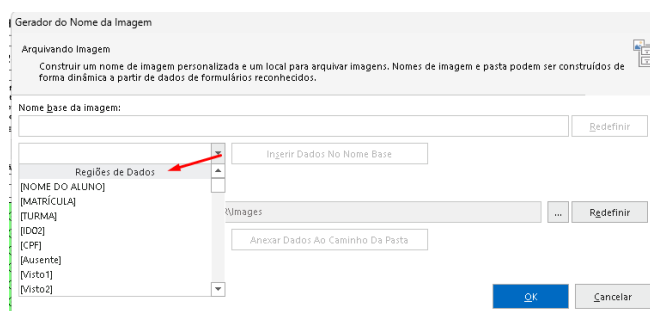 Gerador do Nome da Imagem
Arquivando Imagem
Construir um nome de imagem personalizada e um local para arquivar imagens. Nomes de imagem e pasta podem ser construídos de
forma dinâmica a partir de dados de formulários reconhecidos.
Nome base da imagem:
Redefinir
Inserir Dados No Nome Base
Regiões de Dados
[NOME DO ALUNO]
[MATRÍCULA]
[TURMA]
\Images
...
Redefinir
[ID02]
[CPF]
Anexar Dados Ao Caminho Da Pasta
[Ausente]
[Visto1]
[Visto2]
OK
Cancelar